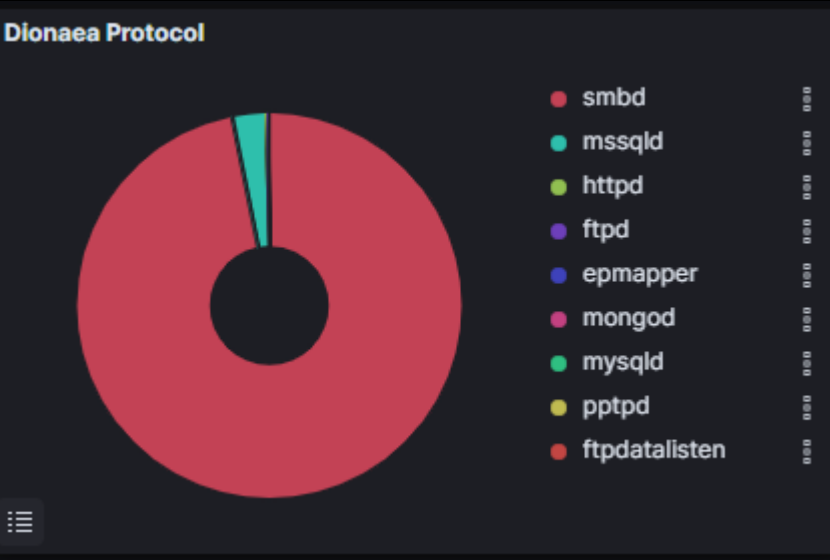 Dionaea Protocol
smbd
mssqld
httpd
ftpd
epmapper
mongod
mysqld
pptpd
ftpdatalisten